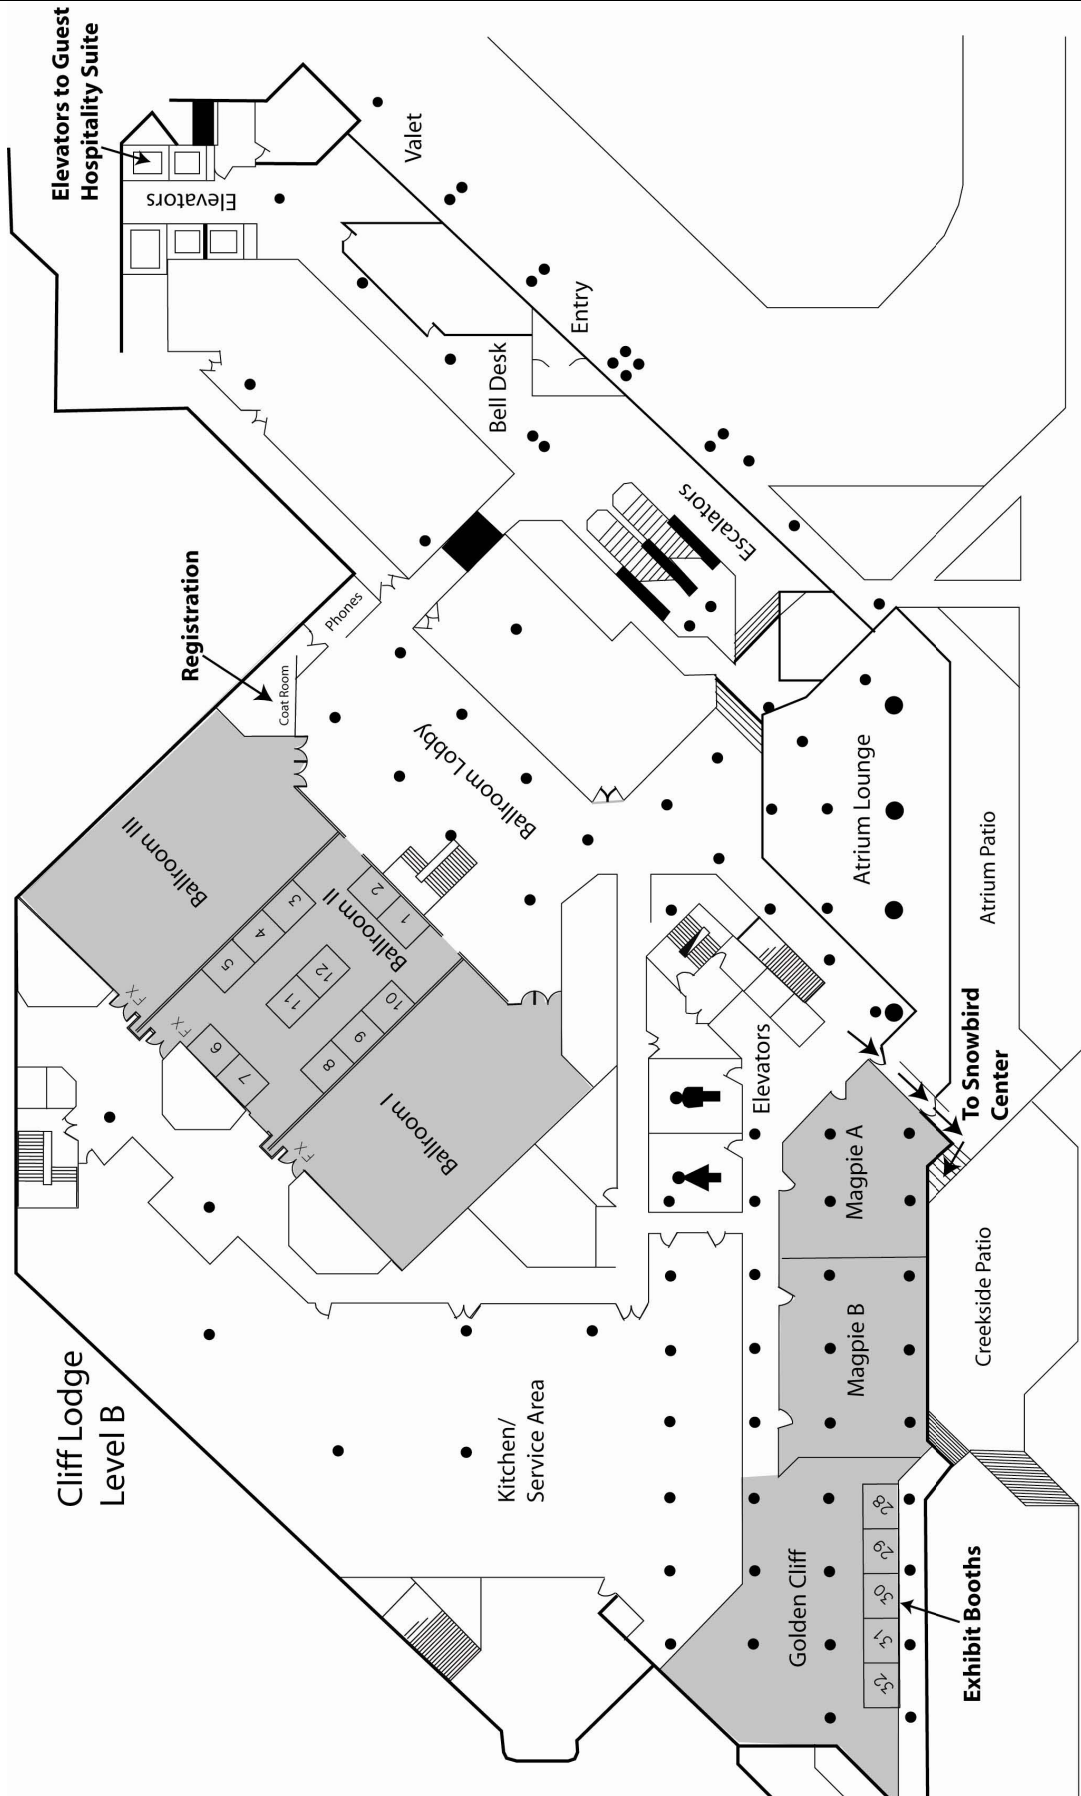 Cliff Lodge
Level B
Elevators to Guest
Hospitality Suite
Elevators
Valet
Entry
Bell Desk
Escalators
Registration
Phones
Coat Room
Ballroom Lobby
Ballroom III
Ballroom II
Ballroom I
1
2
3
4
5
6
7
8
9
10
11
12
FX
FX
FX
Atrium Lounge
Atrium Patio
Elevators
To Snowbird
Center
Magpie A
Magpie B
Creekside Patio
Kitchen/
Service Area
Golden Cliff
28
29
30
31
32
Exhibit Booths